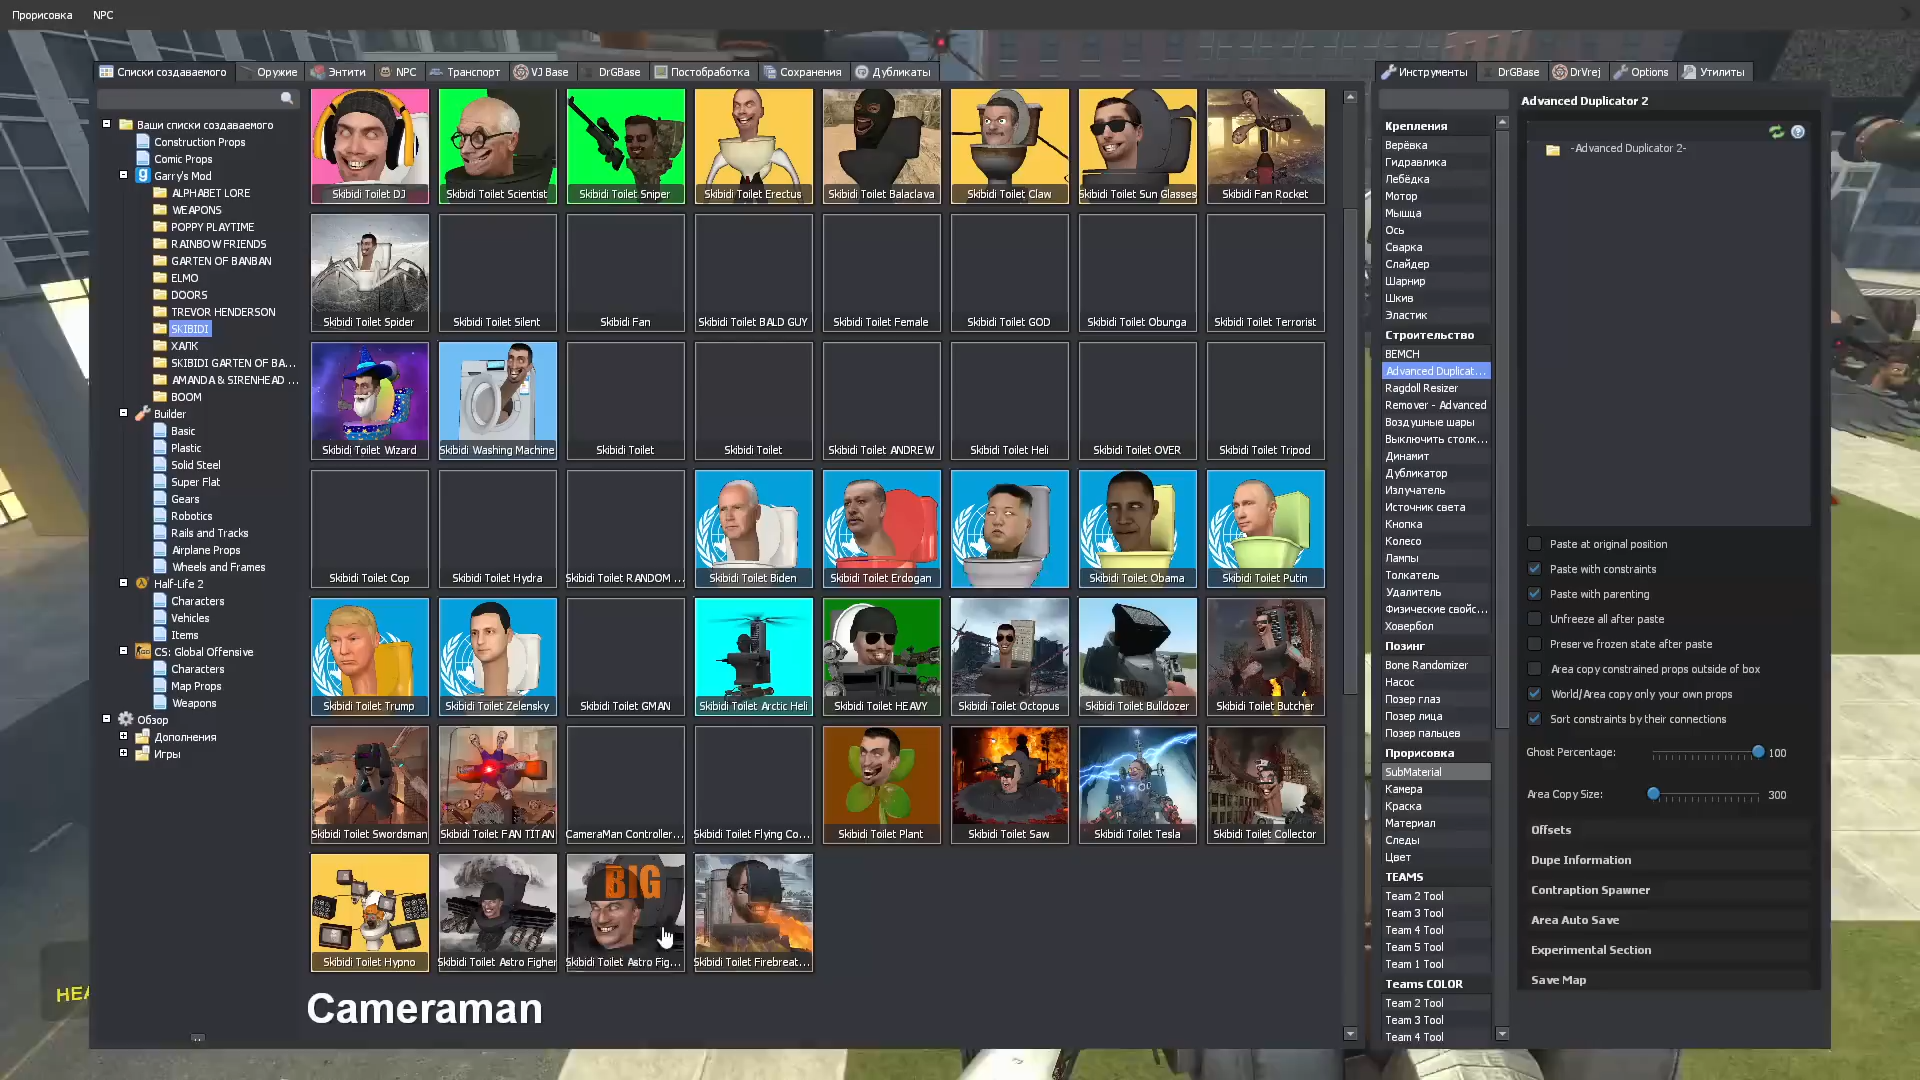 Прорисовка NPC
Списки создаваемого Оружие Энтити NPC Транспорт VJ Base DrGBase Постобработка Сохранения Дубликаты
Ваши списки создаваемого
Construction Props
Comic Props
Garry's Mod
ALPHABET LORE
WEAPONS
POPPY PLAYTIME
RAINBOW FRIENDS
GARTEN OF BANBAN
ELMO
DOORS
TREVOR HENDERSON
SKIBIDI
ХАЛК
SKIBIDI GARTEN OF BA...
AMANDA & SIRENHEAD ...
BOOM
Builder
Basic
Plastic
Solid Steel
Super Flat
Gears
Robotics
Rails and Tracks
Airplane Props
Wheels and Frames
Half-Life 2
Characters
Vehicles
Items
CS: Global Offensive
Characters
Map Props
Weapons
Обзор
Дополнения
Игры
Skibidi Toilet DJ Skibidi Toilet Scientist Skibidi Toilet Sniper Skibidi Toilet Erectus Skibidi Toilet Balaclava Skibidi Toilet Claw Skibidi Toilet Sun Glasses Skibidi Fan Rocket
Skibidi Toilet Spider Skibidi Toilet Silent Skibidi Fan Skibidi Toilet BALD GUY Skibidi Toilet Female Skibidi Toilet GOD Skibidi Toilet Obunga Skibidi Toilet Terrorist
Skibidi Toilet Wizard Skibidi Washing Machine Skibidi Toilet Skibidi Toilet Skibidi Toilet ANDREW Skibidi Toilet Heli Skibidi Toilet OVER Skibidi Toilet Tripod
Skibidi Toilet Cop Skibidi Toilet Hydra Skibidi Toilet RANDOM ... Skibidi Toilet Biden Skibidi Toilet Erdogan Skibidi Toilet Obama Skibidi Toilet Putin
Skibidi Toilet Trump Skibidi Toilet Zelensky Skibidi Toilet GMAN Skibidi Toilet Arctic Heli Skibidi Toilet HEAVY Skibidi Toilet Octopus Skibidi Toilet Bulldozer Skibidi Toilet Butcher
Skibidi Toilet Swordsman Skibidi Toilet FAN TITAN CameraMan Controller... Skibidi Toilet Flying Co... Skibidi Toilet Plant Skibidi Toilet Saw Skibidi Toilet Tesla Skibidi Toilet Collector
BIG
Skibidi Toilet Hypno Skibidi Toilet Astro Figher Skibidi Toilet Astro Fig... Skibidi Toilet Firebreat...
Cameraman
HEA
Инструменты DrGBase DrVrej Options Утилиты
Крепления
Верёвка
Гидравлика
Лебёдка
Мотор
Мышца
Ось
Сварка
Слайдер
Шарнир
Шкив
Эластик
Строительство
BEMCH
Advanced Duplicat...
Ragdoll Resizer
Remover - Advanced
Воздушные шары
Выключить столк...
Динамит
Дубликатор
Излучатель
Источник света
Кнопка
Колесо
Лампы
Толкатель
Удалитель
Физические свойс...
Ховербол
Позинг
Bone Randomizer
Насос
Позер глаз
Позер лица
Позер пальцев
Прорисовка
SubMaterial
Камера
Краска
Материал
Следы
Цвет
TEAMS
Team 2 Tool
Team 3 Tool
Team 4 Tool
Team 5 Tool
Team 1 Tool
Teams COLOR
Team 2 Tool
Team 3 Tool
Team 4 Tool
Advanced Duplicator 2
-Advanced Duplicator 2-
Paste at original position
Paste with constraints
Paste with parenting
Unfreeze all after paste
Preserve frozen state after paste
Area copy constrained props outside of box
World/Area copy only your own props
Sort constraints by their connections
Ghost Percentage: 100
Area Copy Size: 300
Offsets
Dupe Information
Contraption Spawner
Area Auto Save
Experimental Section
Save Map